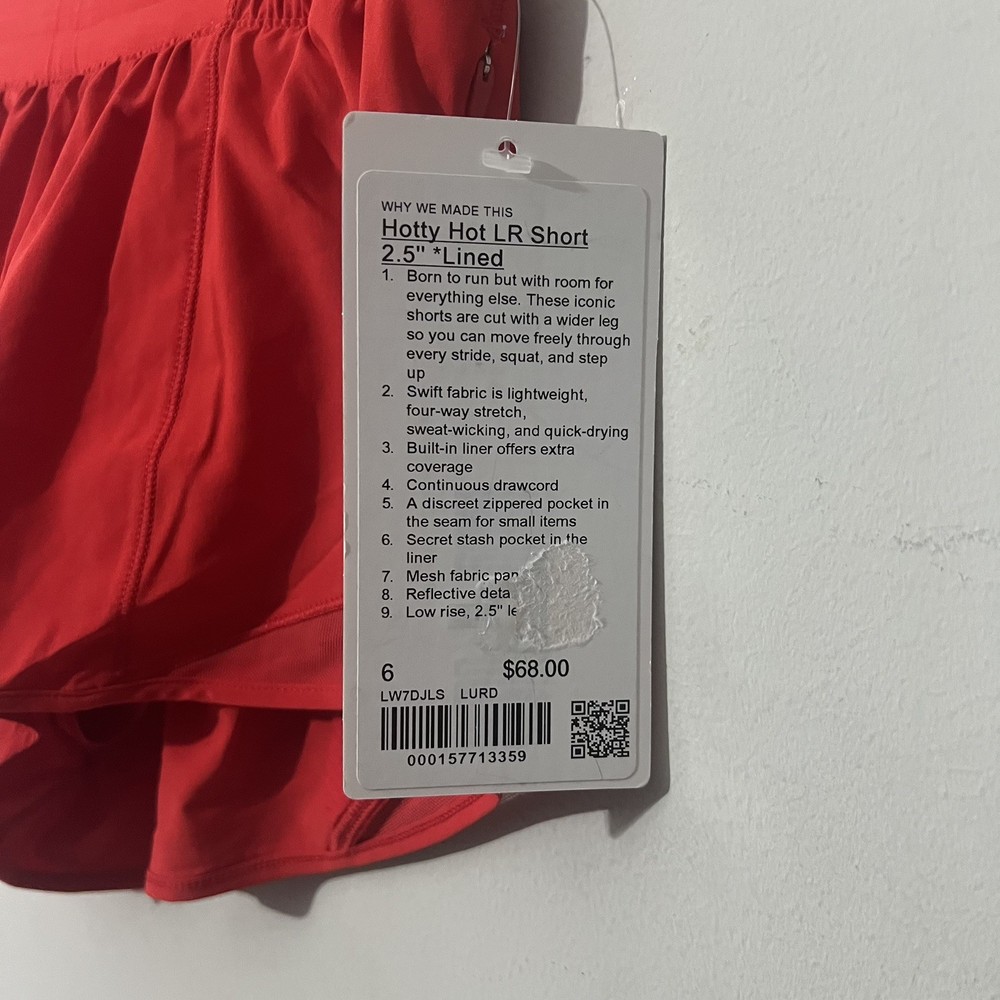 WHY WE MADE THIS
Hotty Hot LR Short
2.5" *Lined
1. Born to run but with room for
everything else. These iconic
shorts are cut with a wider leg
so you can move freely through
every stride, squat, and step
up
2. Swift fabric is lightweight,
four-way stretch,
sweat-wicking, and quick-drying
3. Built-in liner offers extra
coverage
4. Continuous drawcord
5. A discreet zippered pocket in
the seam for small items
6. Secret stash pocket in the
liner
7. Mesh fabric
8. Reflective
9. Low rise, 2.5"
6 $68.00
LW7DJLS LURD
000157713359